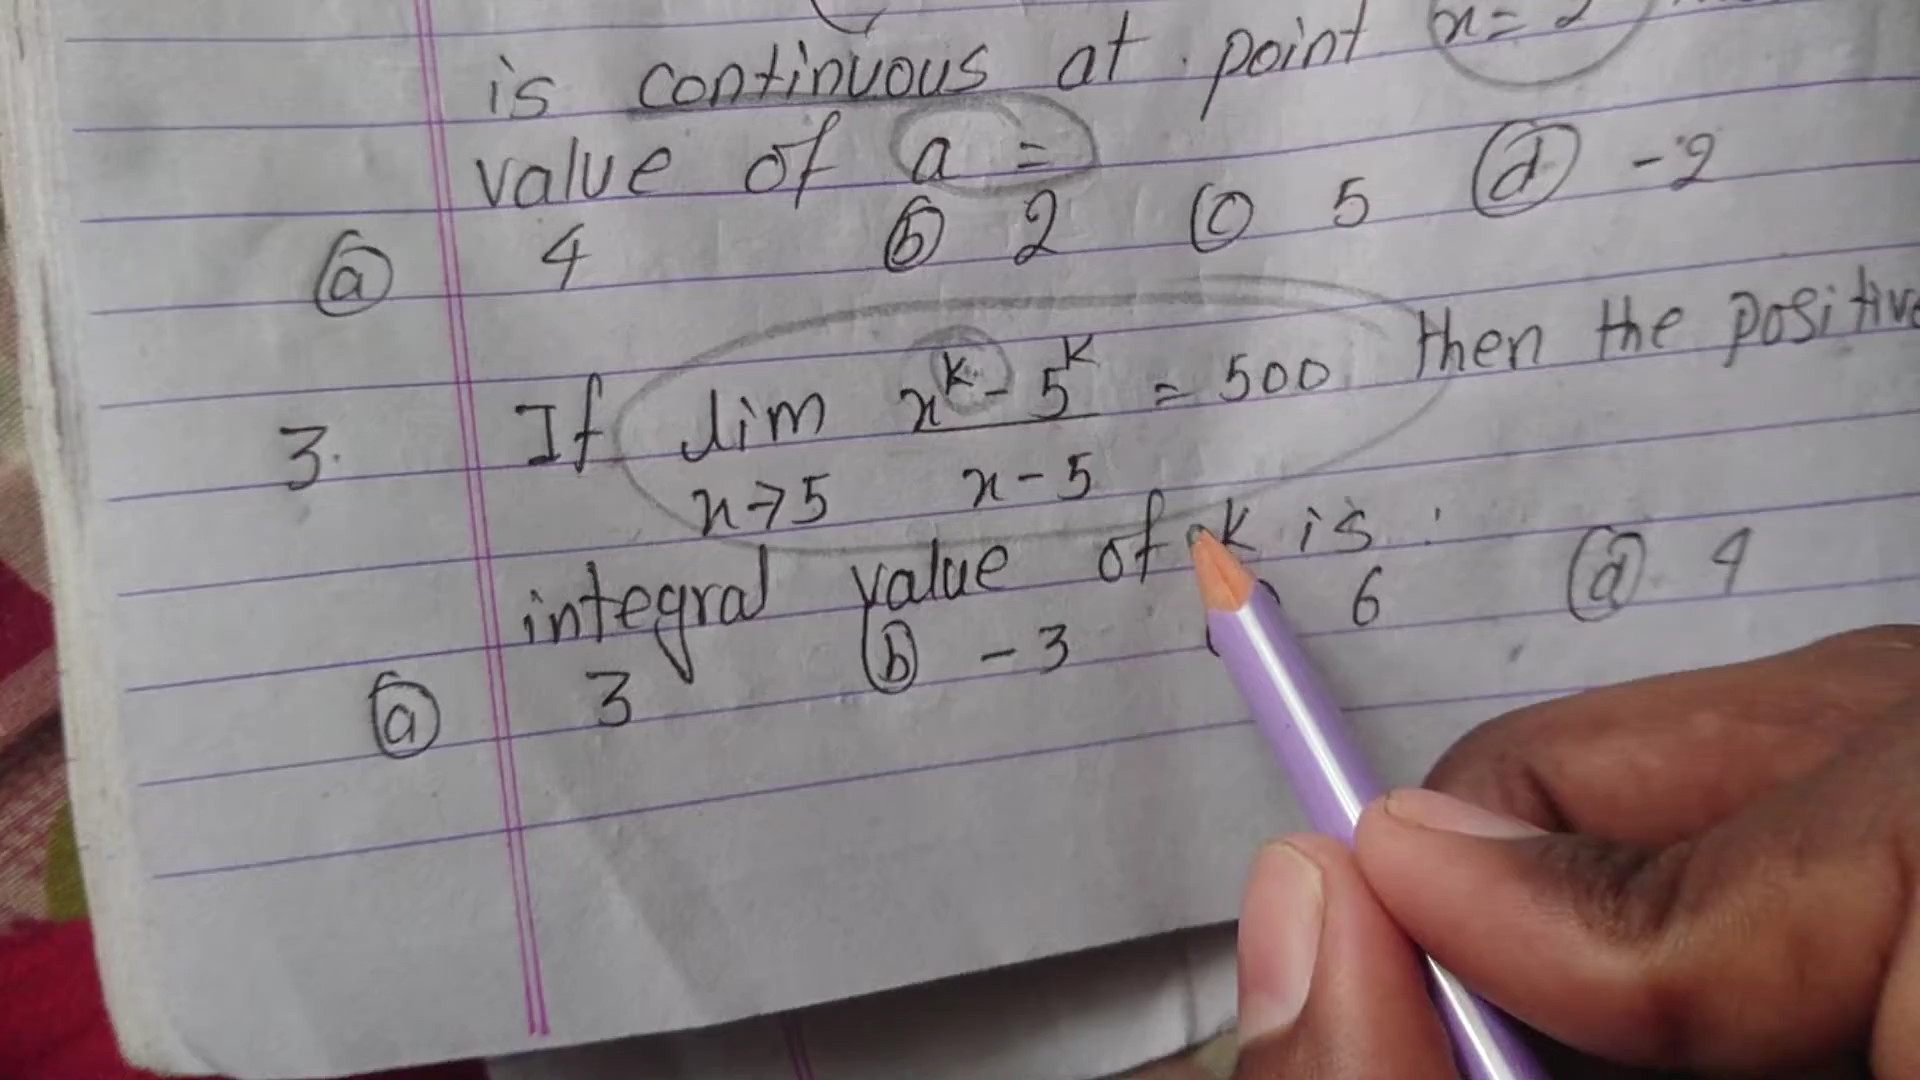 is continuous at point x = 2
value of a =
(a) 4 (b) 2 (c) 5 (d) -2
3. If lim x^k - 5^k = 500 then the positive
x→5 x - 5
integral value of k is :
(a) 3 (b) -3 6 (d) 4